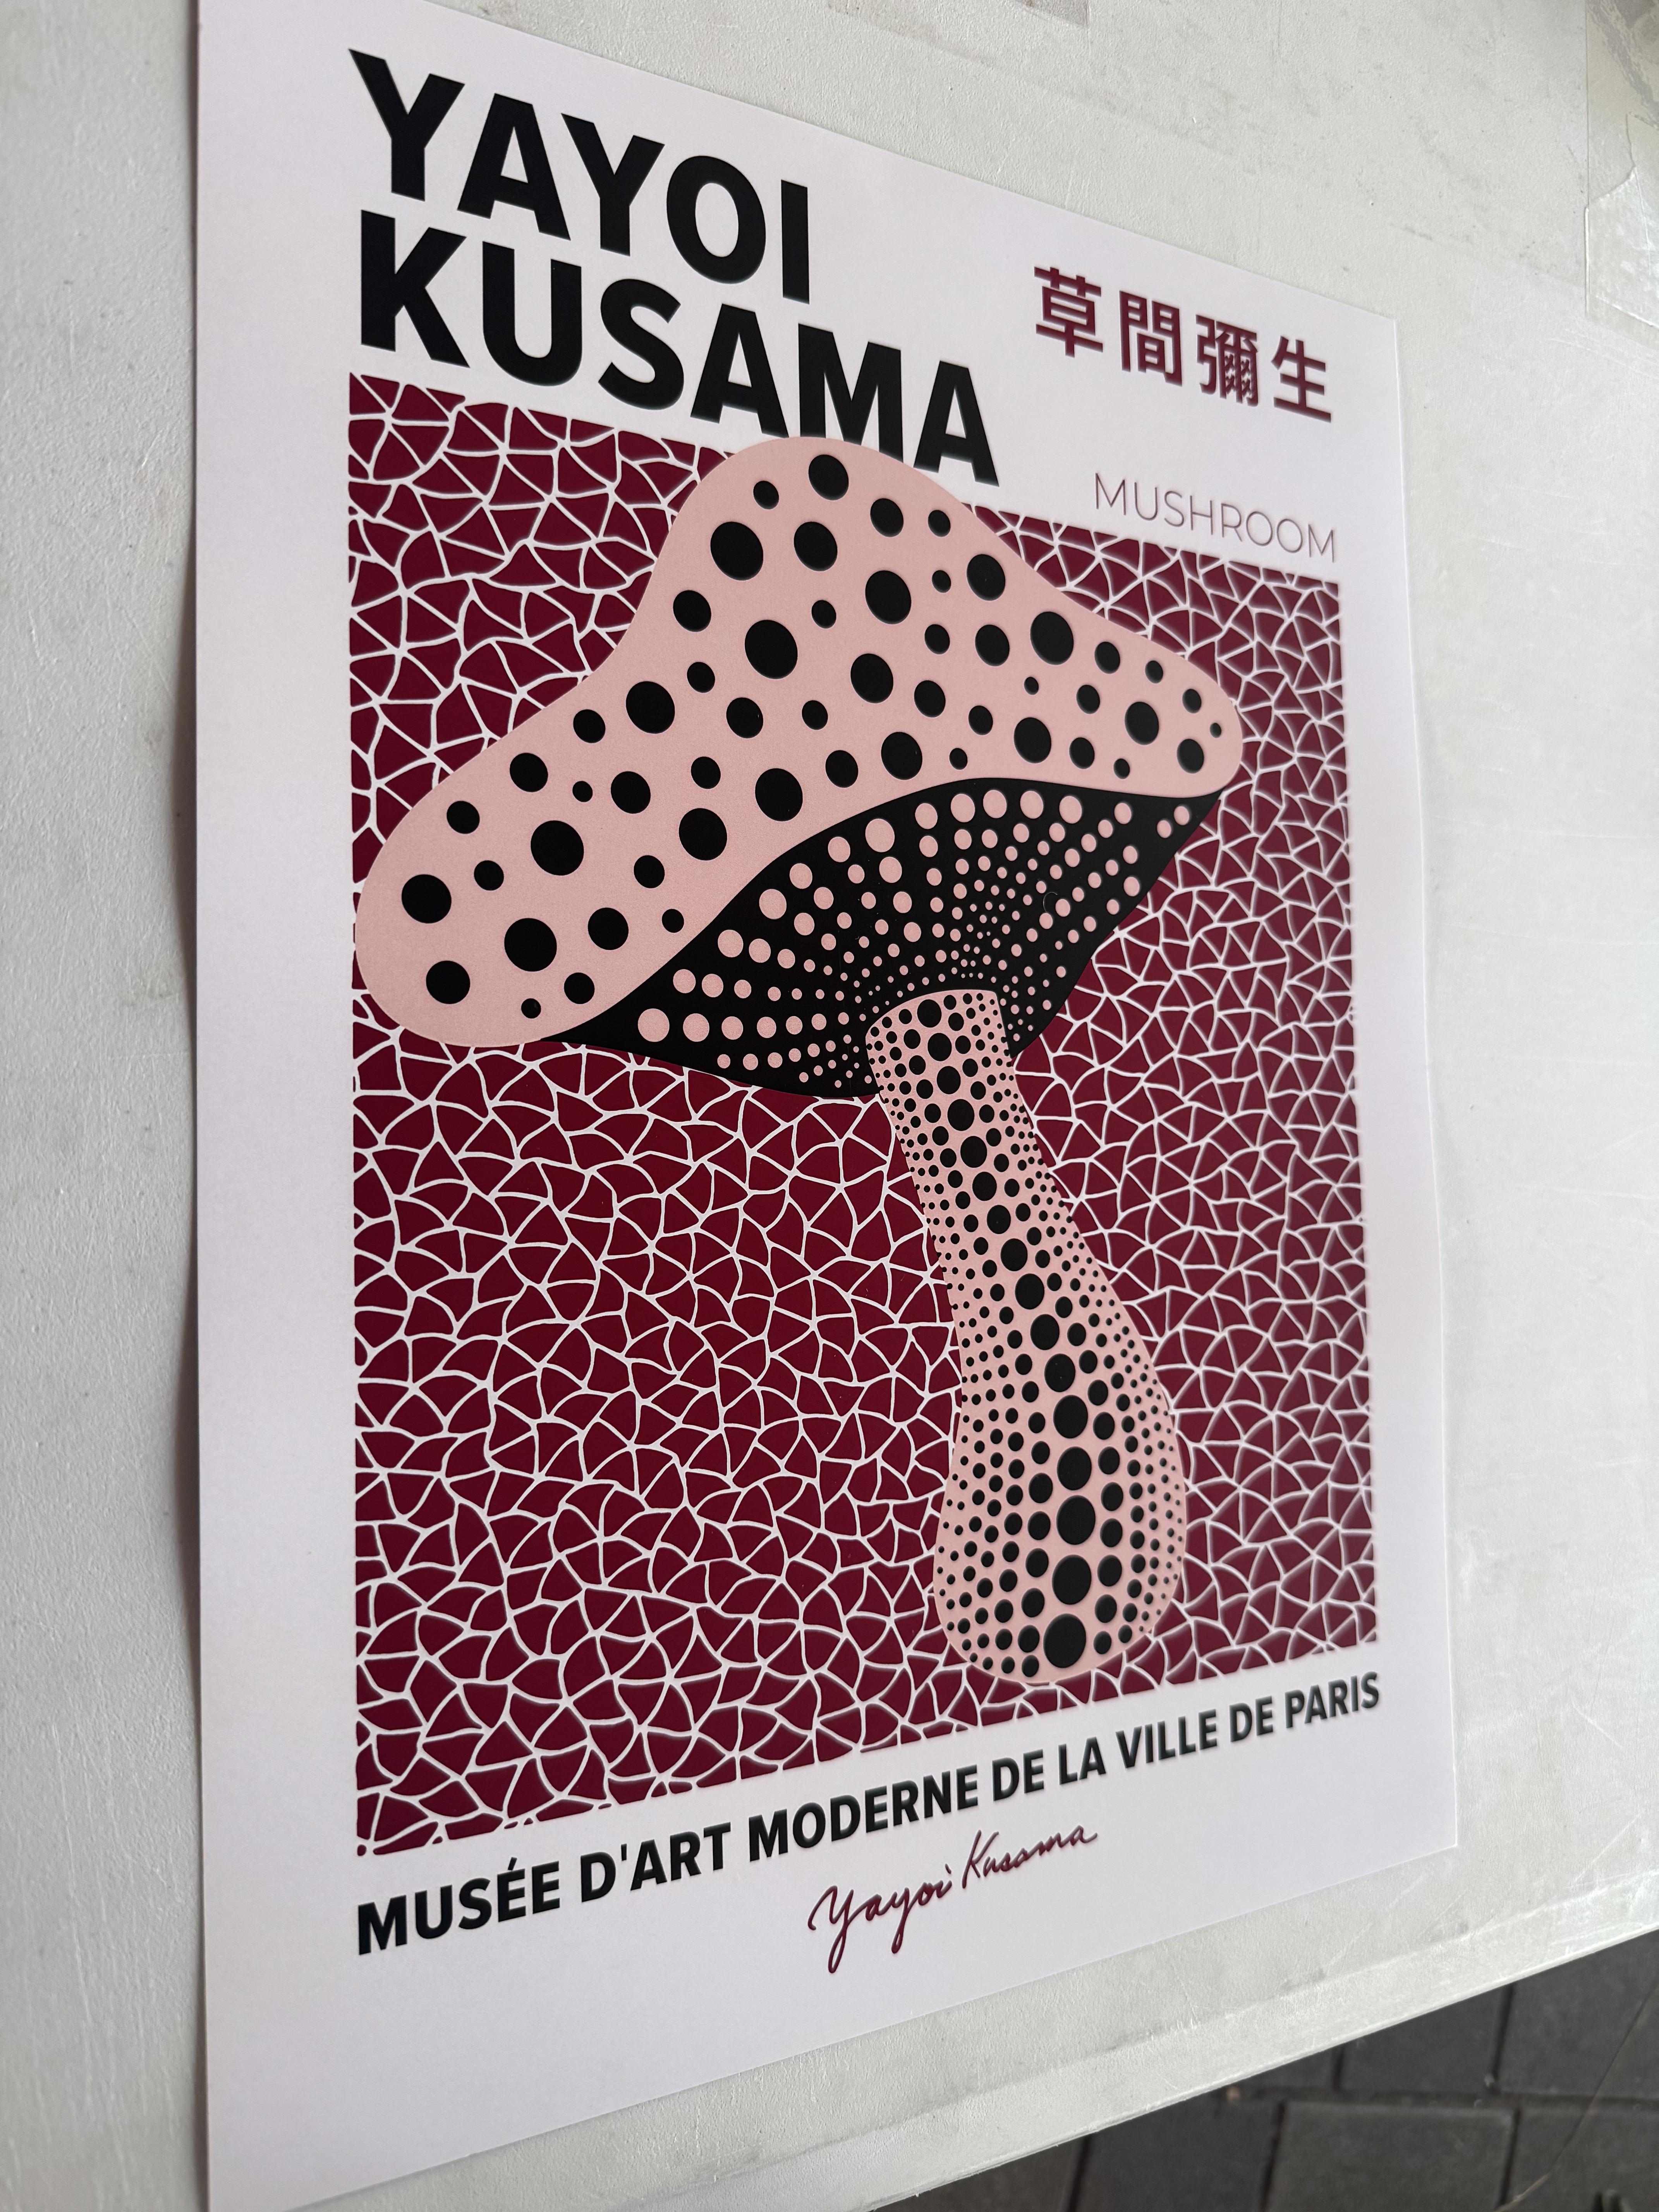 YAYOI
KUSAMA
草間彌生
MUSHROOM
MUSÉE D'ART MODERNE DE LA VILLE DE PARIS
Yayoi Kusama